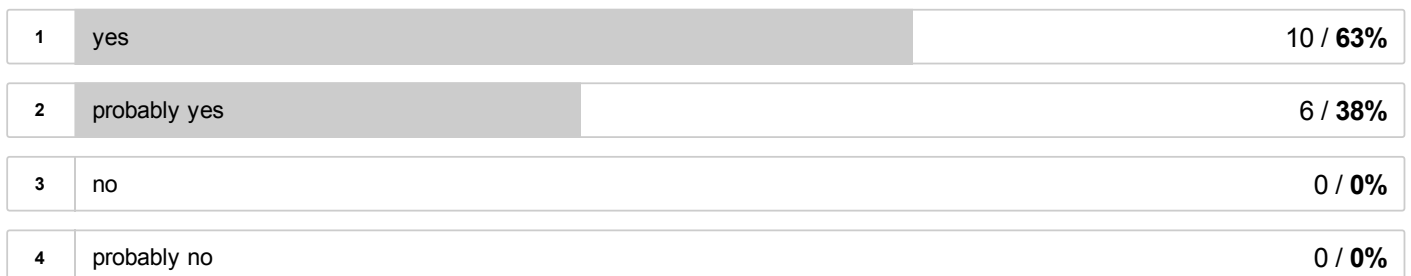 1 yes 10 / 63%
2 probably yes 6 / 38%
3 no 0 / 0%
4 probably no 0 / 0%